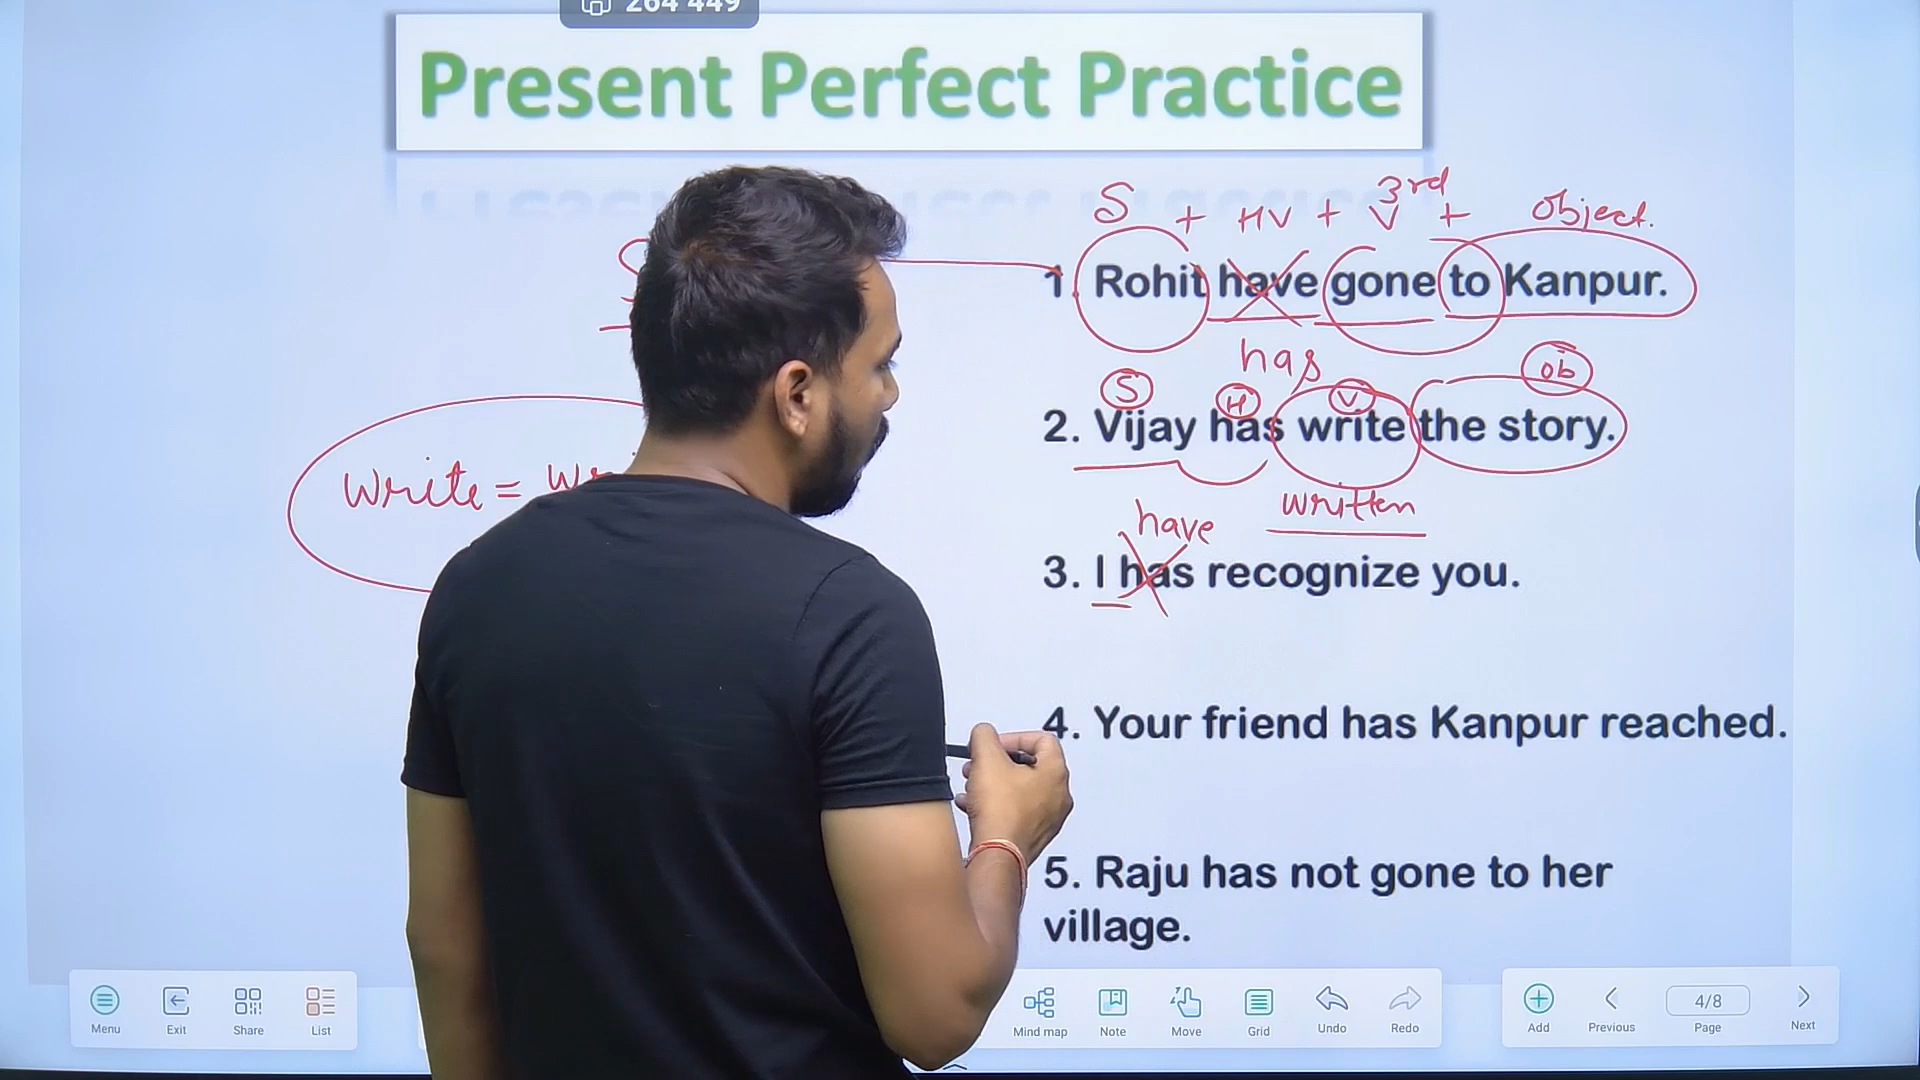 264 449
Present Perfect Practice
S + HV + V 3rd + object.
1. Rohit have gone to Kanpur.
has
S H V ob
2. Vijay has write the story.
write =
written
have
3. I has recognize you.
4. Your friend has Kanpur reached.
5. Raju has not gone to her
village.
Menu Exit Share List Mind map Note Move Grid Undo Redo Add Previous 4/8 Page Next